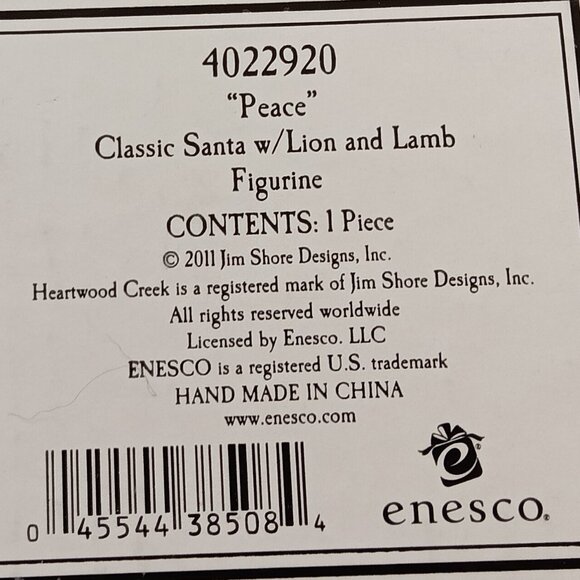 4022920
“Peace”
Classic Santa w/Lion and Lamb
Figurine
CONTENTS: 1 Piece
© 2011 Jim Shore Designs, Inc.
Heartwood Creek is a registered mark of Jim Shore Designs, Inc.
All rights reserved worldwide
Licensed by Enesco. LLC
ENESCO is a registered U.S. trademark
HAND MADE IN CHINA
www.enesco.com
0 45544 38508 4
enesco®